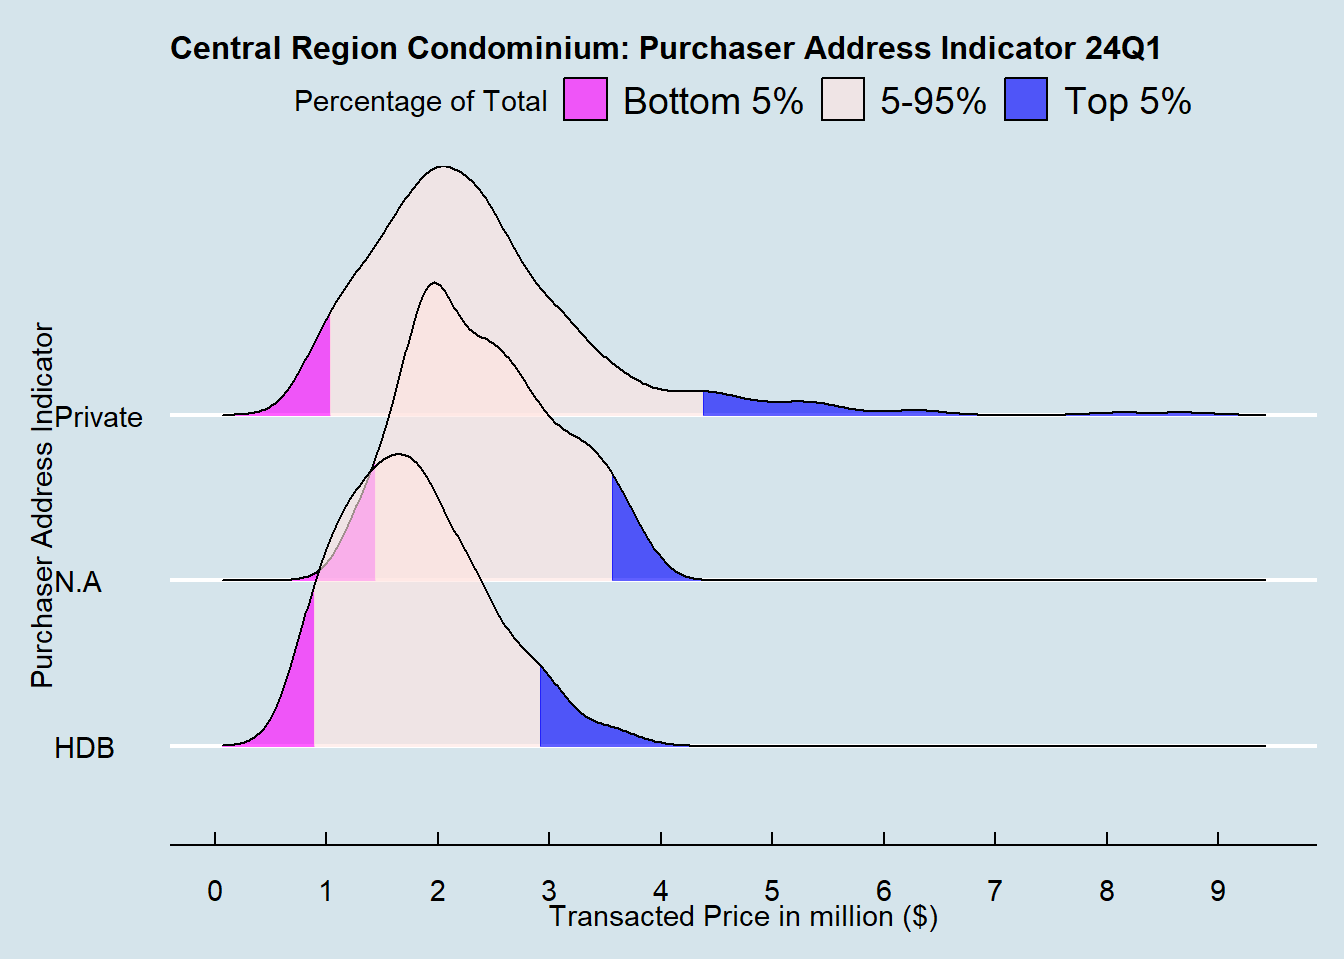 Central Region Condominium: Purchaser Address Indicator 24Q1
Percentage of Total Bottom 5% 5-95% Top 5%
Purchaser Address Indicator
Private
N.A
HDB
0 1 2 3 4 5 6 7 8 9
Transacted Price in million ($)